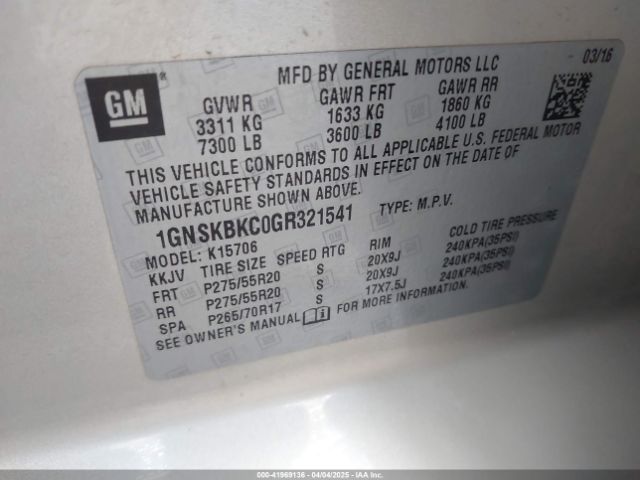 GM
MFD BY GENERAL MOTORS LLC
03/16
GVWR GAWR FRT GAWR RR
3311 KG 1633 KG 1860 KG
7300 LB 3600 LB 4100 LB
THIS VEHICLE CONFORMS TO ALL APPLICABLE U.S. FEDERAL MOTOR
VEHICLE SAFETY STANDARDS IN EFFECT ON THE DATE OF
MANUFACTURE SHOWN ABOVE.
1GNSKBKC0GR321541 TYPE: M.P.V.
MODEL: K15706
KKJV TIRE SIZE SPEED RTG RIM COLD TIRE PRESSURE
FRT P275/55R20 S 20X9J 240KPA(35PSI)
RR P275/55R20 S 20X9J 240KPA(35PSI)
SPA P265/70R17 S 17X7.5J 240KPA(35PSI)
SEE OWNER'S MANUAL FOR MORE INFORMATION.
000-41969136 - 04/04/2025 - IAA Inc.